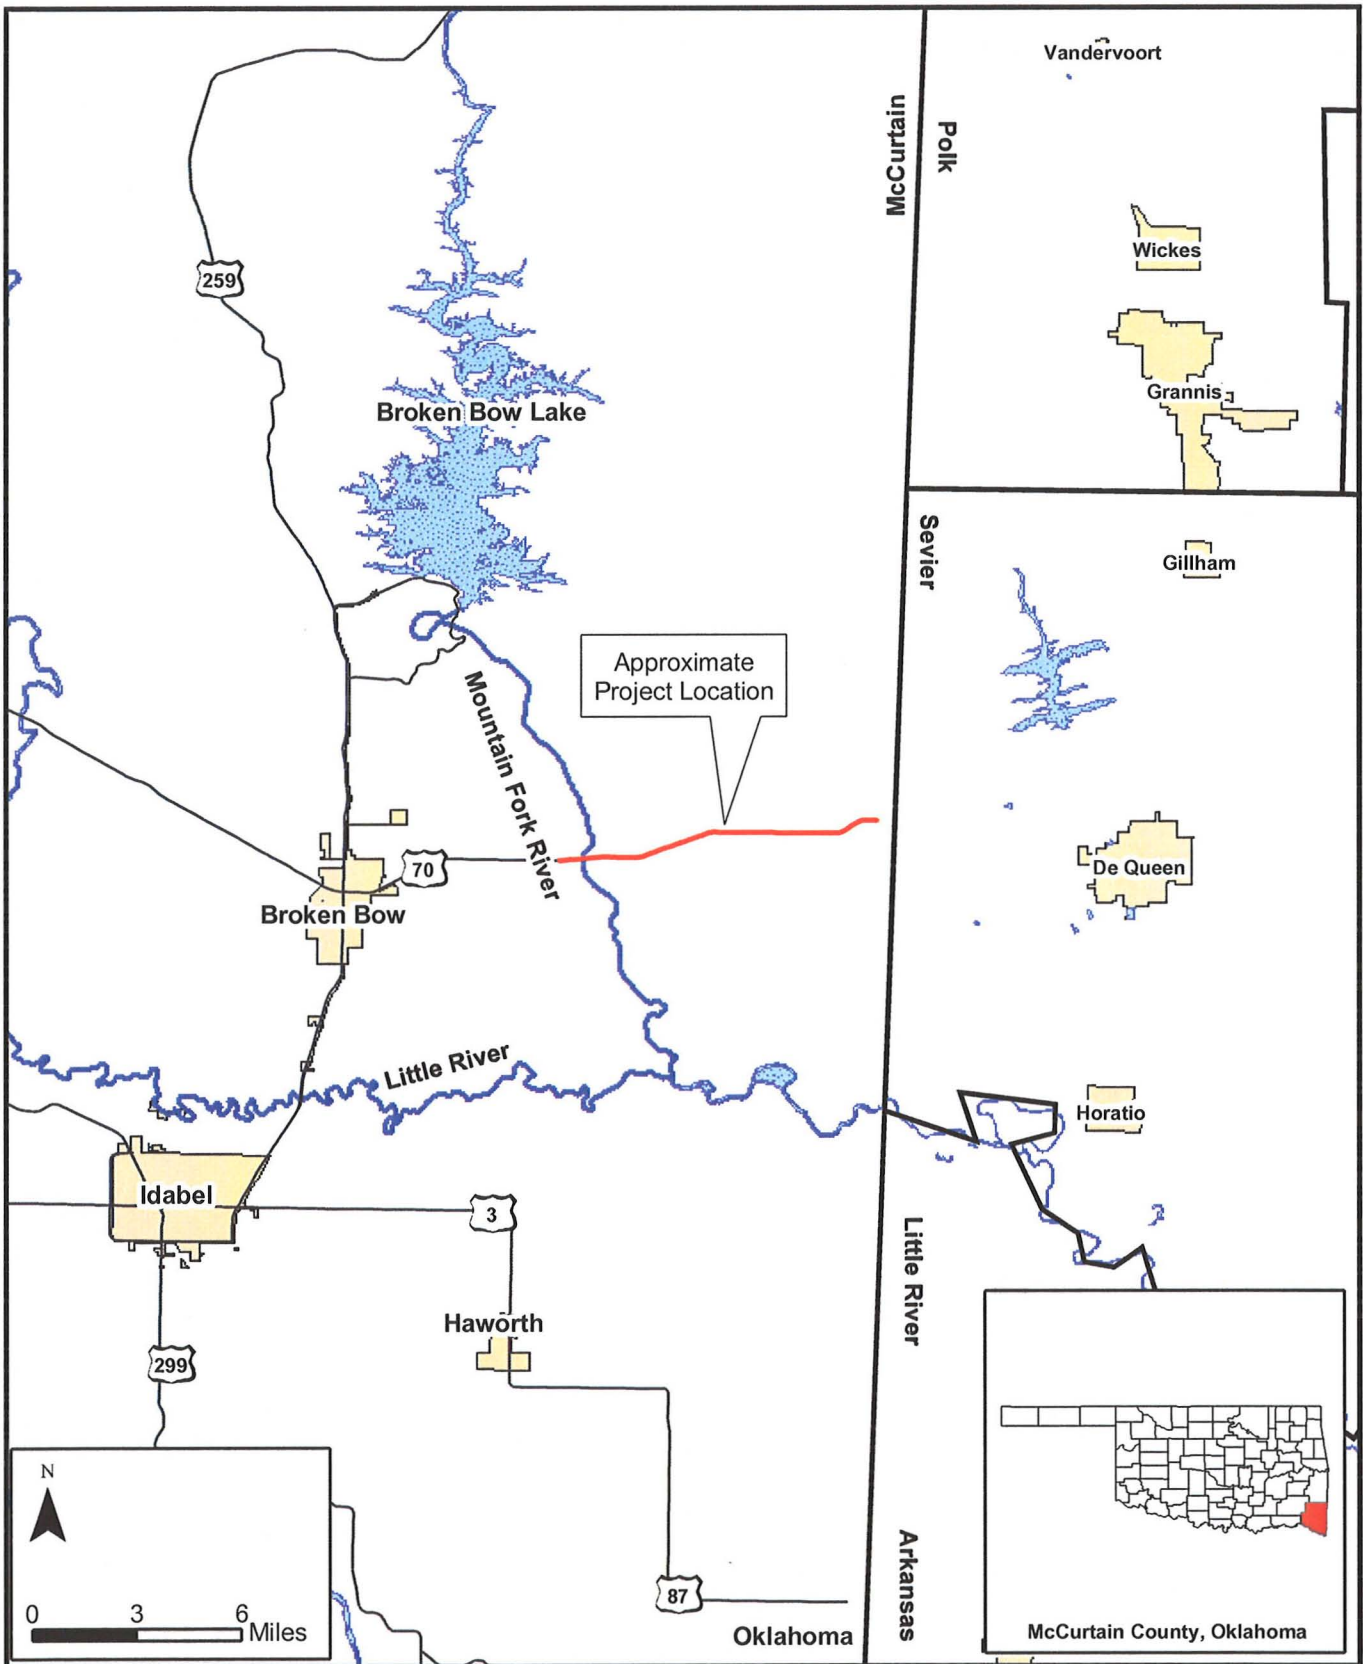 Vandervoort
McCurtain
Polk
Wickes
259
Grannis
Broken Bow Lake
Sevier
Gillham
Approximate
Project Location
Mountain Fork River
70
De Queen
Broken Bow
Little River
Horatio
Idabel
3
Little River
Haworth
299
N
87
Arkansas
0 3 6
Miles
Oklahoma
McCurtain County, Oklahoma